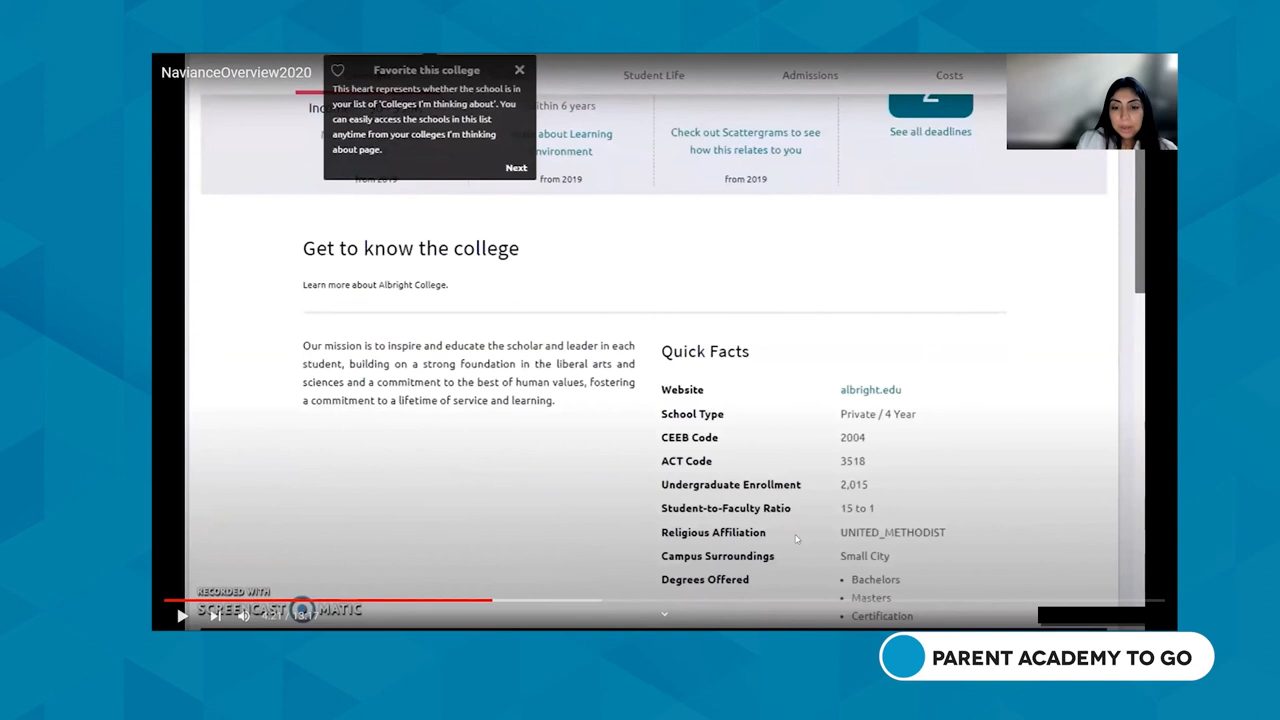 NavianceOverview2020
Favorite this college
This heart represents whether the school is in
your list of 'Colleges I'm thinking about'. You
can easily access the schools in this list
anytime from your colleges I'm thinking
about page.
Next
Student Life
Admissions
Costs
within 6 years
about Learning
Environment
from 2019
from 2019
Check out Scattergrams to see
how this relates to you
from 2019
2
See all deadlines
Get to know the college
Learn more about Albright College.
Our mission is to inspire and educate the scholar and leader in each
student, building on a strong foundation in the liberal arts and
sciences and a commitment to the best of human values, fostering
a commitment to a lifetime of service and learning.
Quick Facts
Website albright.edu
School Type Private / 4 Year
CEEB Code 2004
ACT Code 3518
Undergraduate Enrollment 2,015
Student-to-Faculty Ratio 15 to 1
Religious Affiliation UNITED_METHODIST
Campus Surroundings Small City
Degrees Offered • Bachelors
• Masters
• Certification
RECORDED WITH
SCREENCAST MATIC
4:21 / 13:17
PARENT ACADEMY TO GO